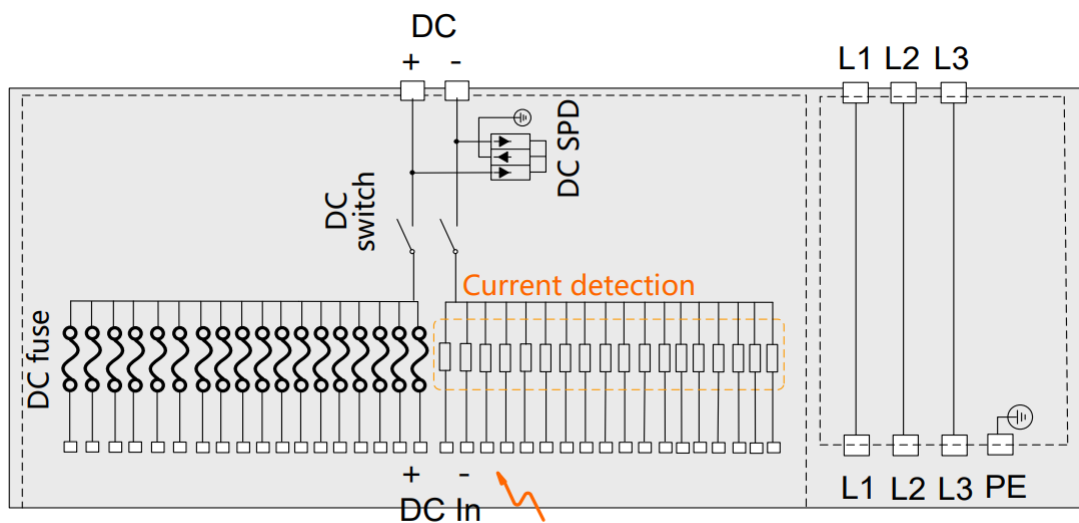 DC
+ -
L1 L2 L3
DC SPD
DC
switch
Current detection
DC fuse
+ -
DC In
L1 L2 L3 PE